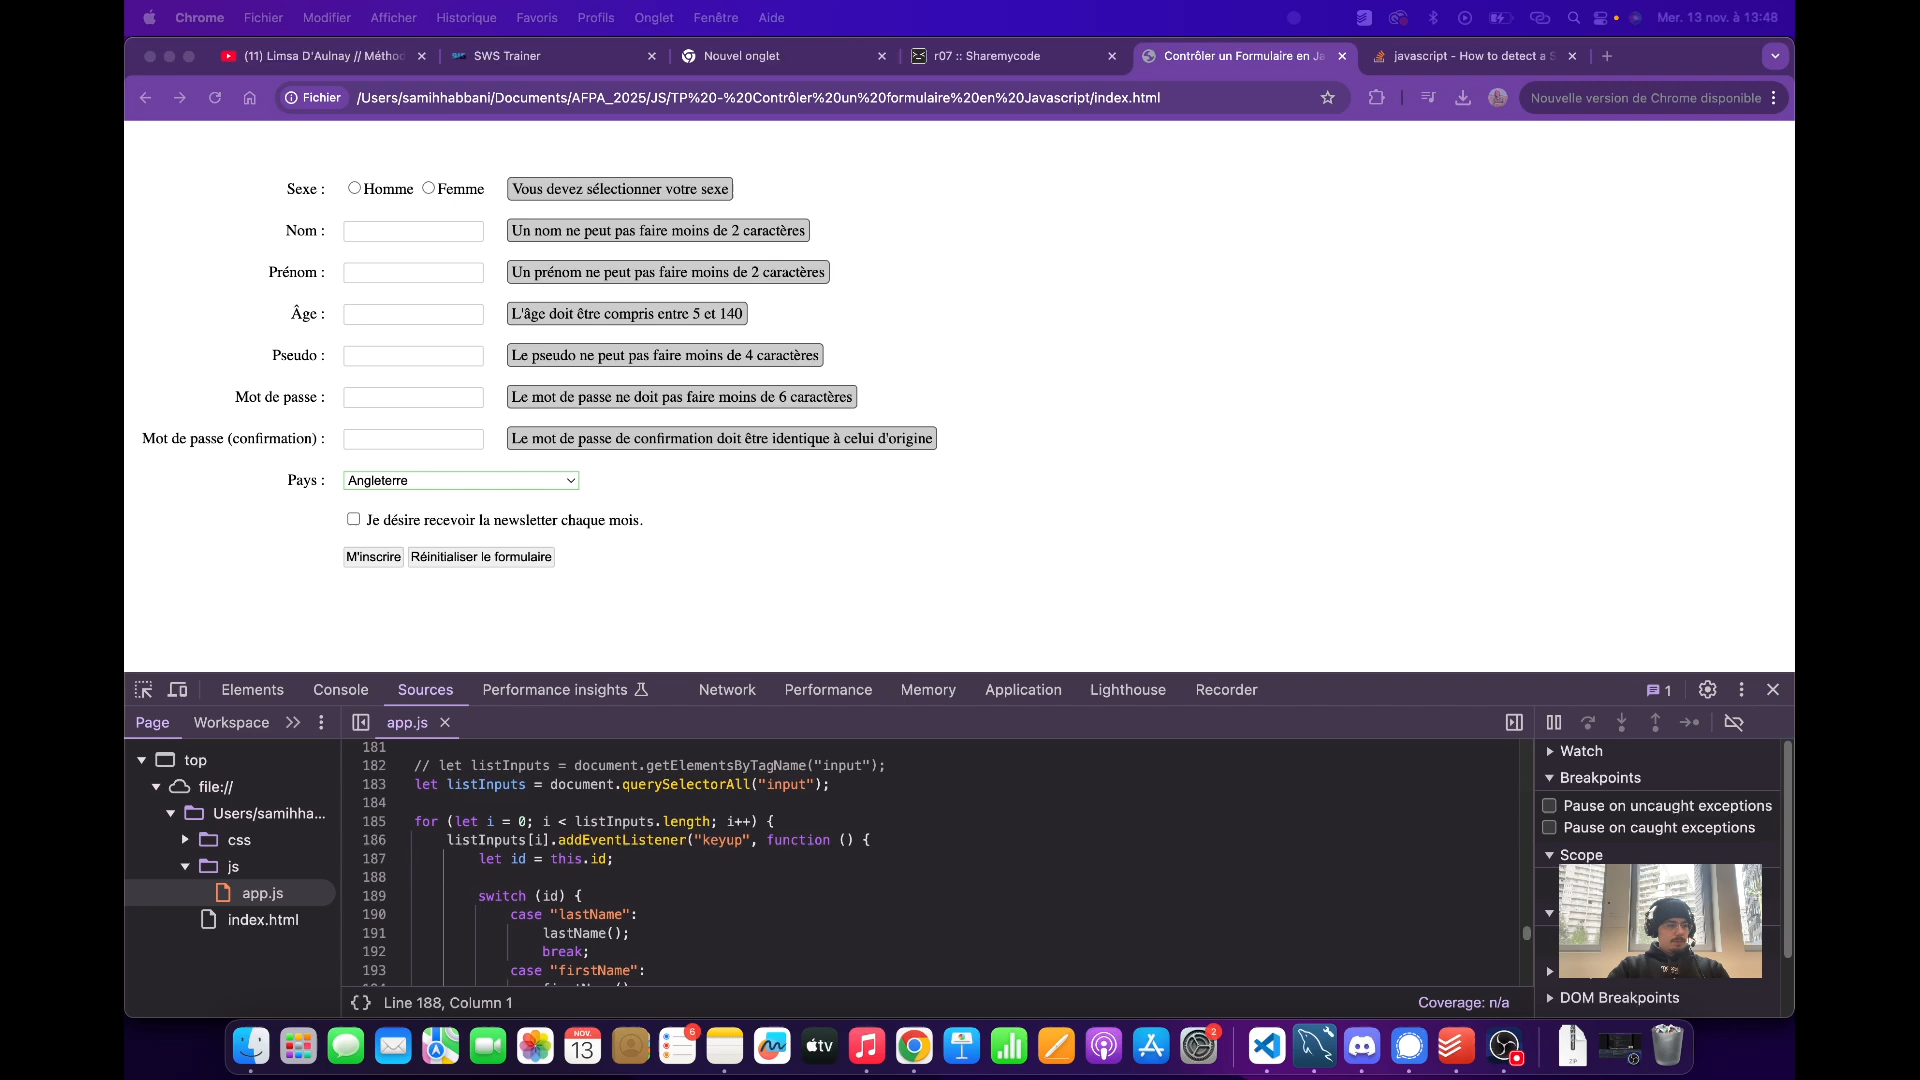 Chrome Fichier Modifier Afficher Historique Favoris Profils Onglet Fenêtre Aide Mer. 13 nov. à 13:48
(11) Limsa D'Aulnay // Méthod SWS Trainer Nouvel onglet r07 :: Sharemycode Contrôler un Formulaire en Ja javascript - How to detect a S
Fichier /Users/samihhabbani/Documents/AFPA_2025/JS/TP%20-%20Contrôler%20un%20formulaire%20en%20Javascript/index.html Nouvelle version de Chrome disponible
Sexe : Homme Femme Vous devez sélectionner votre sexe
Nom : Un nom ne peut pas faire moins de 2 caractères
Prénom : Un prénom ne peut pas faire moins de 2 caractères
Âge : L'âge doit être compris entre 5 et 140
Pseudo : Le pseudo ne peut pas faire moins de 4 caractères
Mot de passe : Le mot de passe ne doit pas faire moins de 6 caractères
Mot de passe (confirmation) : Le mot de passe de confirmation doit être identique à celui d'origine
Pays : Angleterre
Je désire recevoir la newsletter chaque mois.
M'inscrire Réinitialiser le formulaire
Elements Console Sources Performance insights Network Performance Memory Application Lighthouse Recorder 1
Page Workspace app.js
top
file://
Users/samihha...
css
js
app.js
index.html
181
182 // let listInputs = document.getElementsByTagName("input");
183 let listInputs = document.querySelectorAll("input");
184
185 for (let i = 0; i < listInputs.length; i++) {
186 listInputs[i].addEventListener("keyup", function () {
187 let id = this.id;
188
189 switch (id) {
190 case "lastName":
191 lastName();
192 break;
193 case "firstName":
{} Line 188, Column 1 Coverage: n/a
Watch
Breakpoints
Pause on uncaught exceptions
Pause on caught exceptions
Scope
DOM Breakpoints
NOV.
13
6
tv
2
ZIP